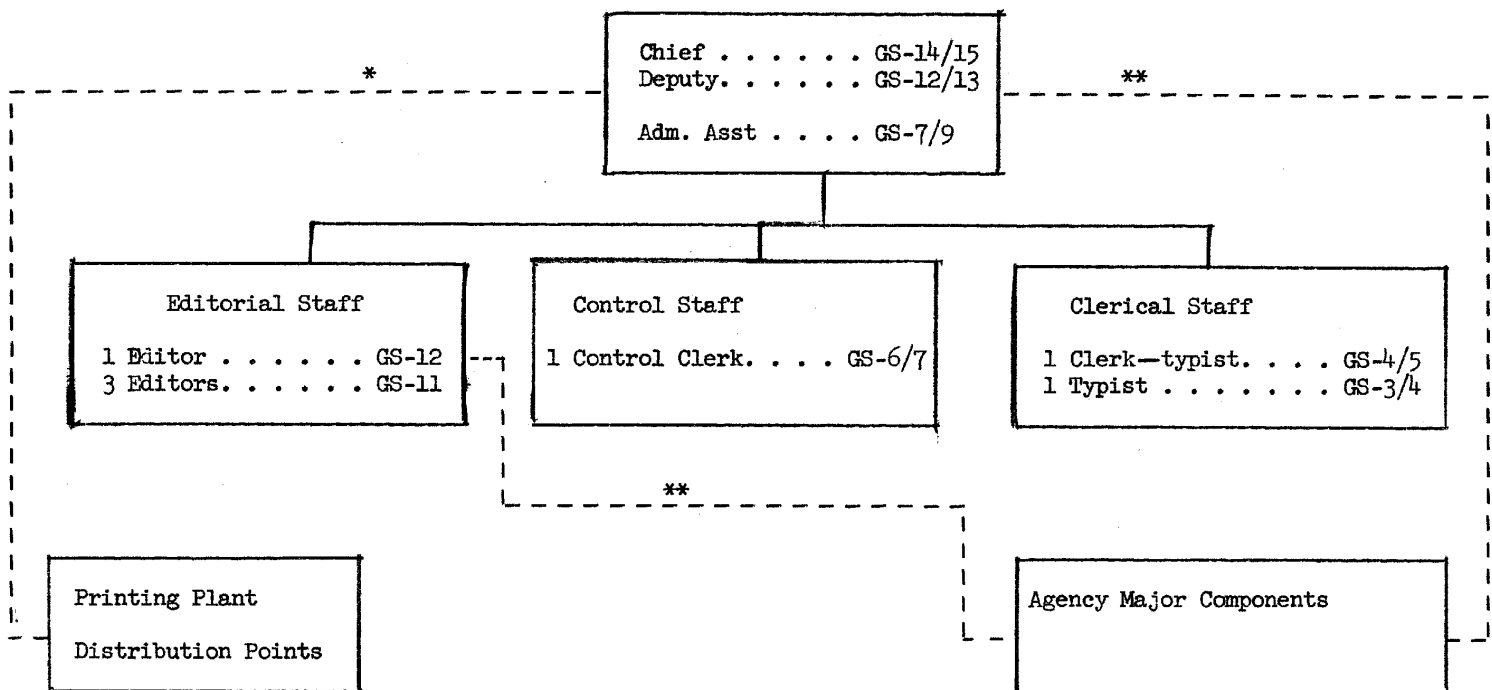 Chief . . . . . . GS-14/15
Deputy. . . . . . GS-12/13
Adm. Asst . . . . GS-7/9
*
**
Editorial Staff
1 Editor . . . . . . GS-12
3 Editors. . . . . . GS-11
Control Staff
1 Control Clerk. . . . GS-6/7
Clerical Staff
1 Clerk—typist. . . . GS-4/5
1 Typist . . . . . . . GS-3/4
**
Printing Plant
Distribution Points
Agency Major Components